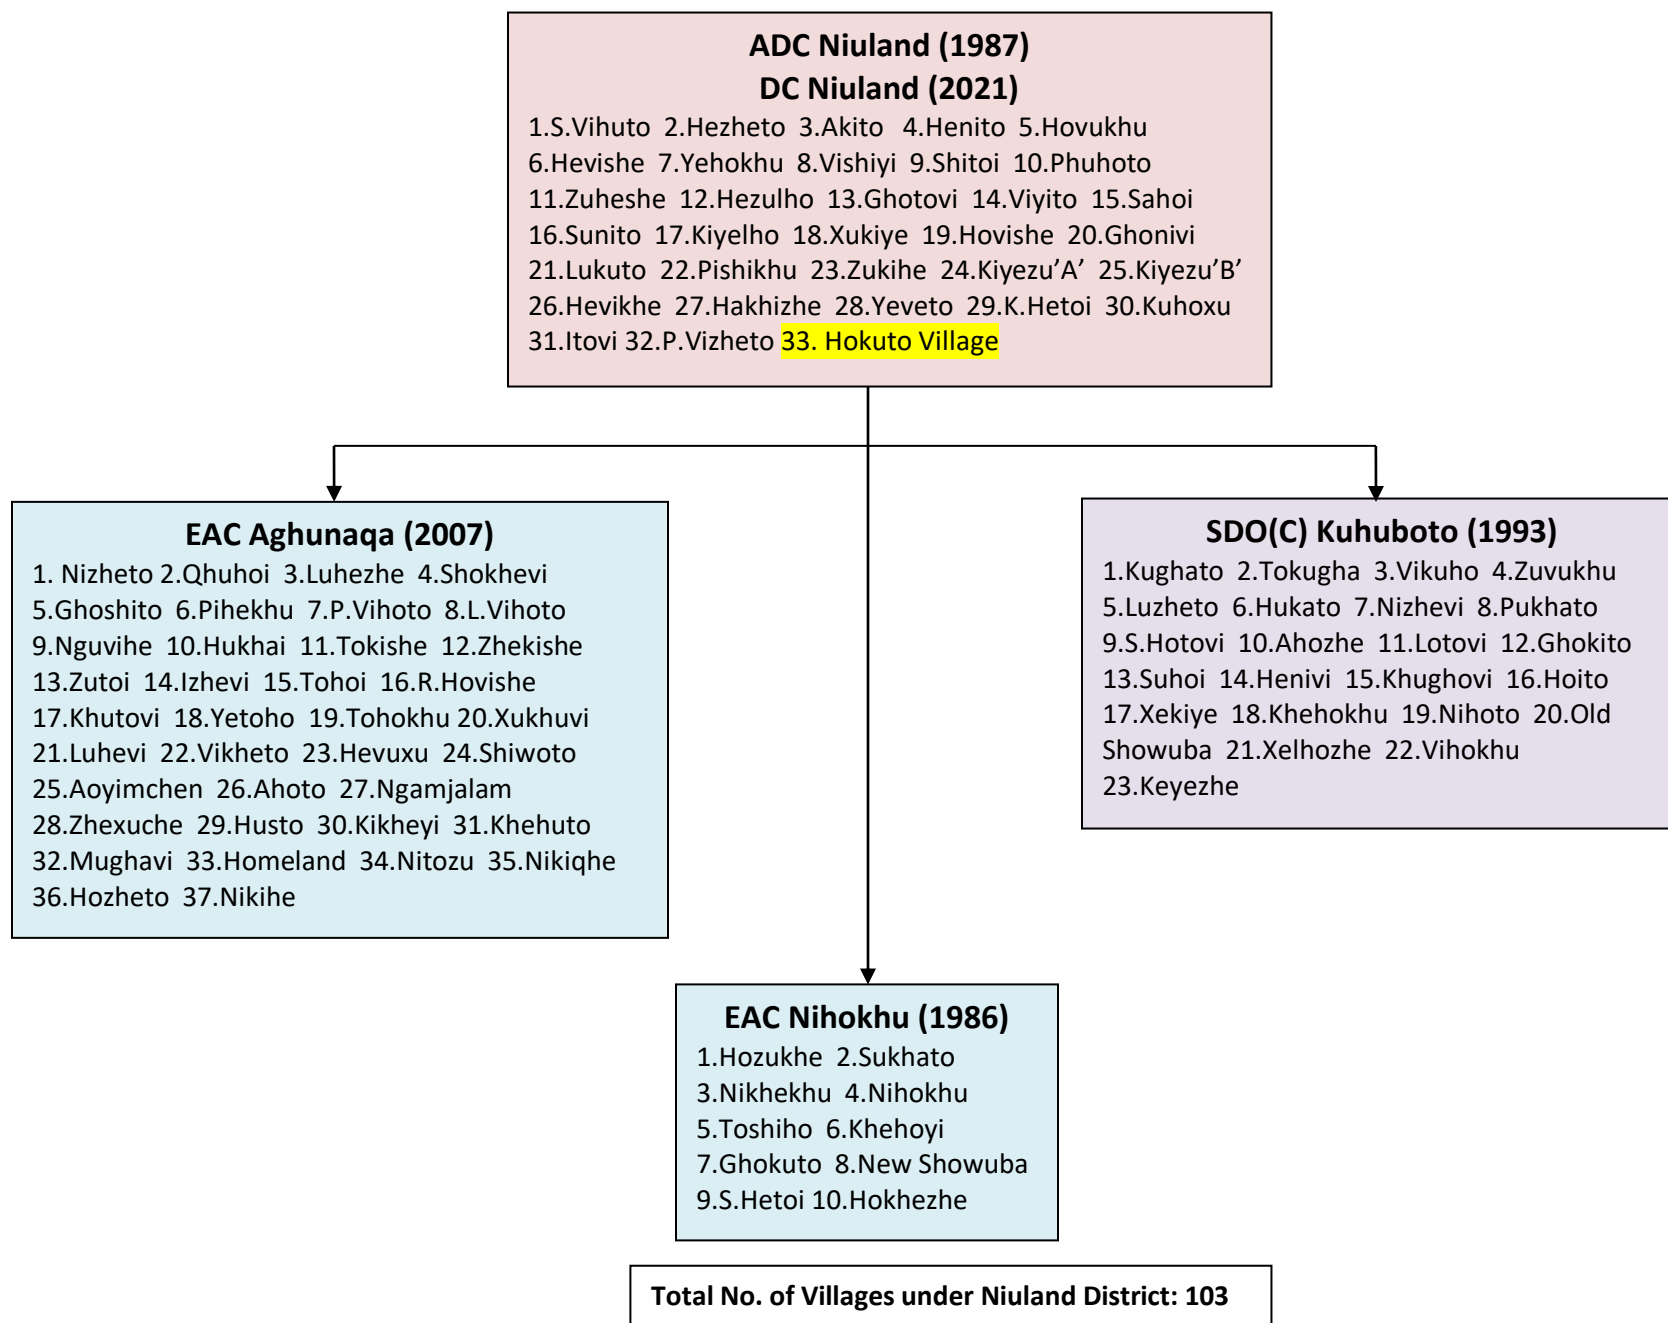 ADC Niuland (1987)
DC Niuland (2021)
1.S.Vihuto 2.Hezheto 3.Akito 4.Henito 5.Hovukhu
6.Hevishe 7.Yehokhu 8.Vishiyi 9.Shitoi 10.Phuhoto
11.Zuheshe 12.Hezulho 13.Ghotovi 14.Viyito 15.Sahoi
16.Sunito 17.Kiyelho 18.Xukiye 19.Hovishe 20.Ghonivi
21.Lukuto 22.Pishikhu 23.Zukihe 24.Kiyezu’A’ 25.Kiyezu’B’
26.Hevikhe 27.Hakhizhe 28.Yeveto 29.K.Hetoi 30.Kuhoxu
31.Itovi 32.P.Vizheto 33. Hokuto Village
EAC Aghunaqa (2007)
1. Nizheto 2.Qhuhoi 3.Luhezhe 4.Shokhevi
5.Ghoshito 6.Pihekhu 7.P.Vihoto 8.L.Vihoto
9.Nguvihe 10.Hukhai 11.Tokishe 12.Zhekishe
13.Zutoi 14.Izhevi 15.Tohoi 16.R.Hovishe
17.Khutovi 18.Yetoho 19.Tohokhu 20.Xukhuvi
21.Luhevi 22.Vikheto 23.Hevuxu 24.Shiwoto
25.Aoyimchen 26.Ahoto 27.Ngamjalam
28.Zhexuche 29.Husto 30.Kikheyi 31.Khehuto
32.Mughavi 33.Homeland 34.Nitozu 35.Nikiqhe
36.Hozheto 37.Nikihe
SDO(C) Kuhuboto (1993)
1.Kughato 2.Tokugha 3.Vikuho 4.Zuvukhu
5.Luzheto 6.Hukato 7.Nizhevi 8.Pukhato
9.S.Hotovi 10.Ahozhe 11.Lotovi 12.Ghokito
13.Suhoi 14.Henivi 15.Khughovi 16.Hoito
17.Xekiye 18.Khehokhu 19.Nihoto 20.Old
Showuba 21.Xelhozhe 22.Vihokhu
23.Keyezhe
EAC Nihokhu (1986)
1.Hozukhe 2.Sukhato
3.Nikhekhu 4.Nihokhu
5.Toshiho 6.Khehoyi
7.Ghokuto 8.New Showuba
9.S.Hetoi 10.Hokhezhe
Total No. of Villages under Niuland District: 103